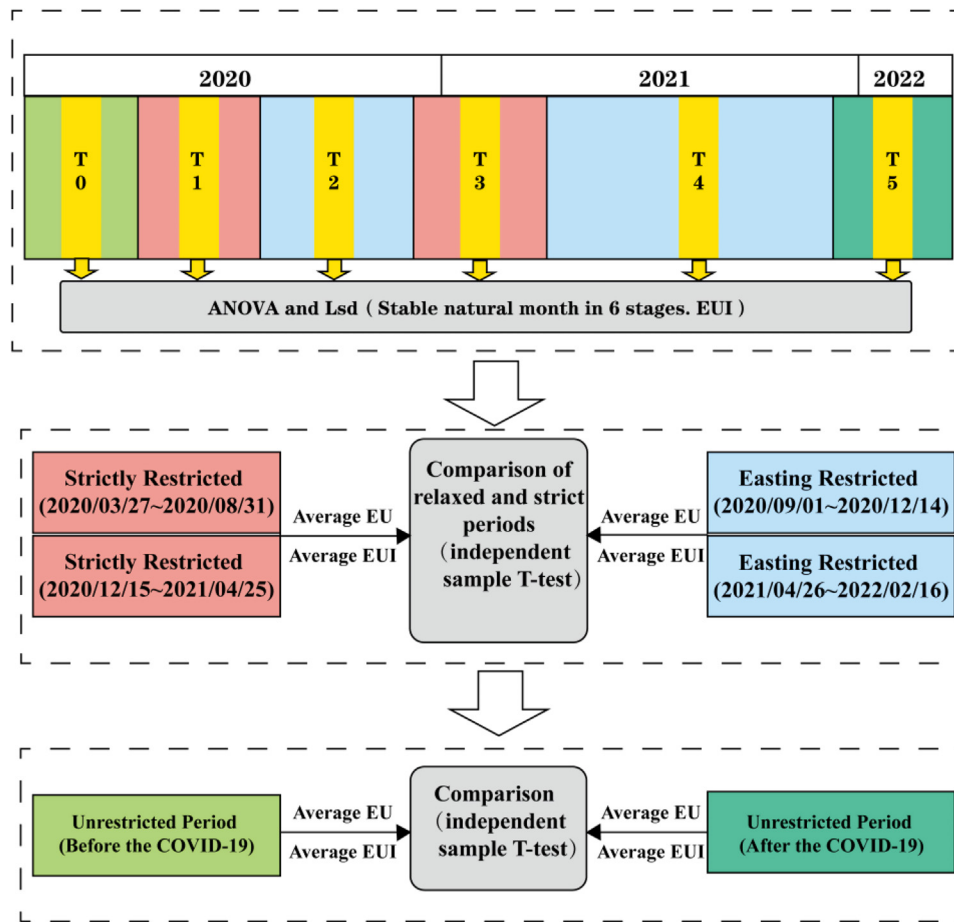 2020
2021
2022
T
0
T
1
T
2
T
3
T
4
T
5
ANOVA and Lsd ( Stable natural month in 6 stages. EUI )
Strictly Restricted
(2020/03/27~2020/08/31)
Strictly Restricted
(2020/12/15~2021/04/25)
Average EU
Average EUI
Comparison of
relaxed and strict
periods
(independent
sample T-test)
Average EU
Average EUI
Easting Restricted
(2020/09/01~2020/12/14)
Easting Restricted
(2021/04/26~2022/02/16)
Unrestricted Period
(Before the COVID-19)
Average EU
Average EUI
Comparison
(independent
sample T-test)
Average EU
Average EUI
Unrestricted Period
(After the COVID-19)